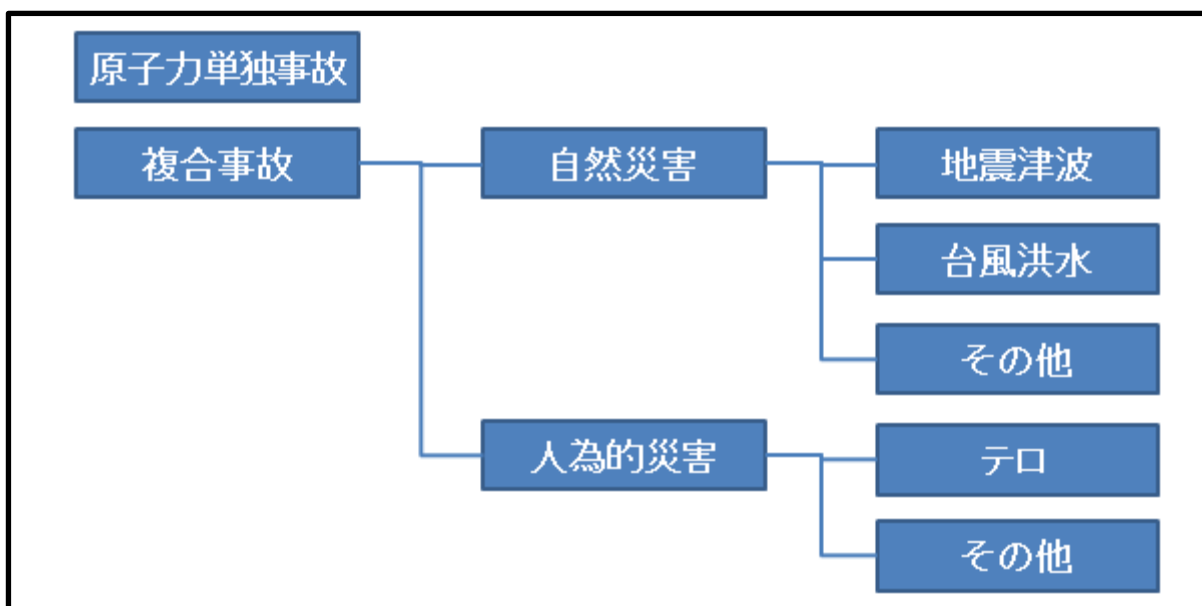 原子力単独事故
複合事故
自然災害
地震津波
台風洪水
その他
人為的災害
テロ
その他